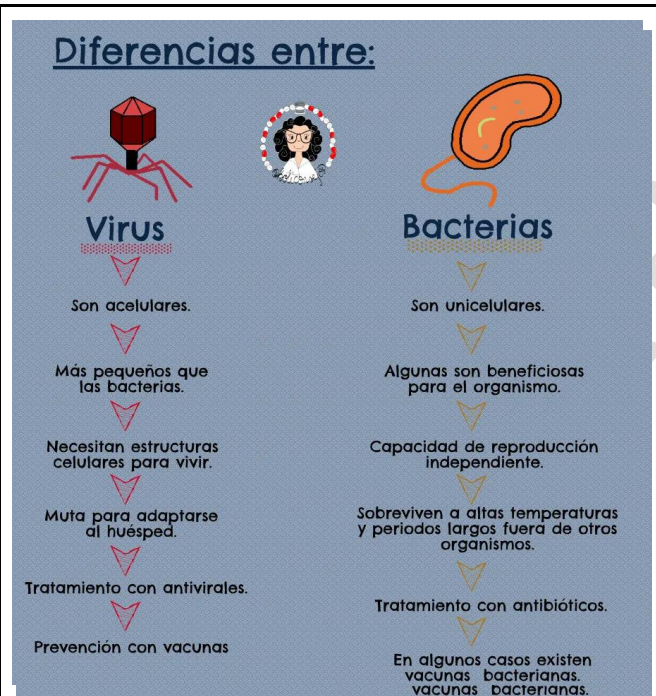 Diferencias entre:
Virus
Son acelulares.
Más pequeños que
las bacterias.
Necesitan estructuras
celulares para vivir.
Muta para adaptarse
al huésped.
Tratamiento con antivirales.
Prevención con vacunas
Bacterias
Son unicelulares.
Algunas son beneficiosas
para el organismo.
Capacidad de reproducción
independiente.
Sobreviven a altas temperaturas
y periodos largos fuera de otros
organismos.
Tratamiento con antibióticos.
En algunos casos existen
vacunas bacterianas.
vacunas bacterianas.